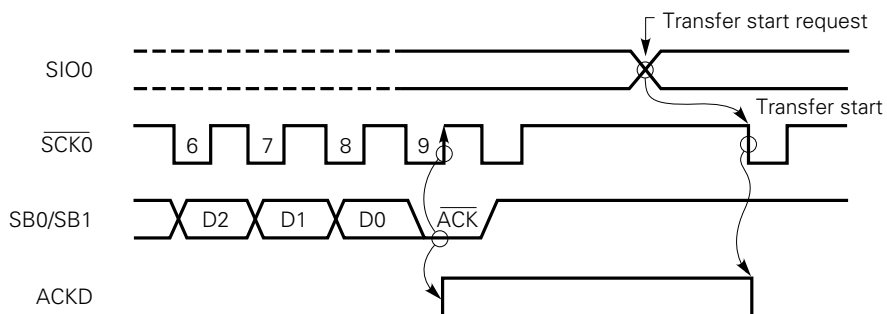 Transfer start request
SIO0
Transfer start
SCK0 6 7 8 9
SB0/SB1 D2 D1 D0 ACK
ACKD